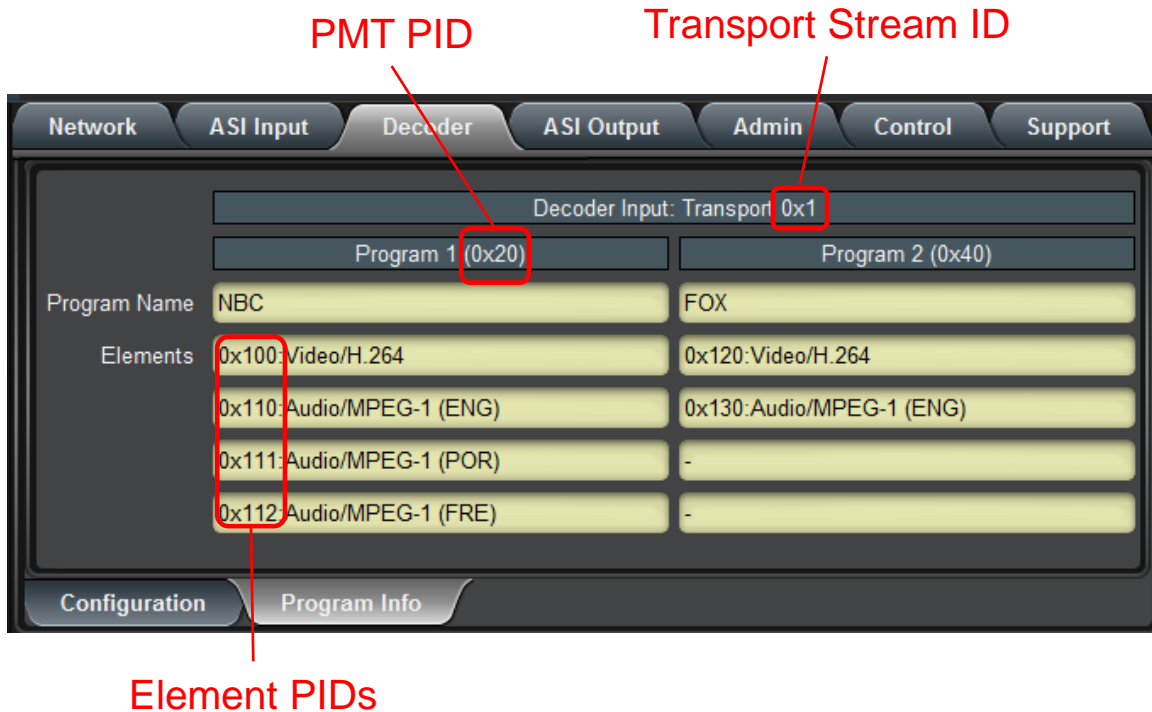 PMT PID
Transport Stream ID
Network ASI Input Decoder ASI Output Admin Control Support
Decoder Input: Transport 0x1
Program 1 (0x20) Program 2 (0x40)
Program Name NBC FOX
Elements 0x100:Video/H.264 0x120:Video/H.264
0x110:Audio/MPEG-1 (ENG) 0x130:Audio/MPEG-1 (ENG)
0x111:Audio/MPEG-1 (POR) -
0x112:Audio/MPEG-1 (FRE) -
Configuration Program Info
Element PIDs